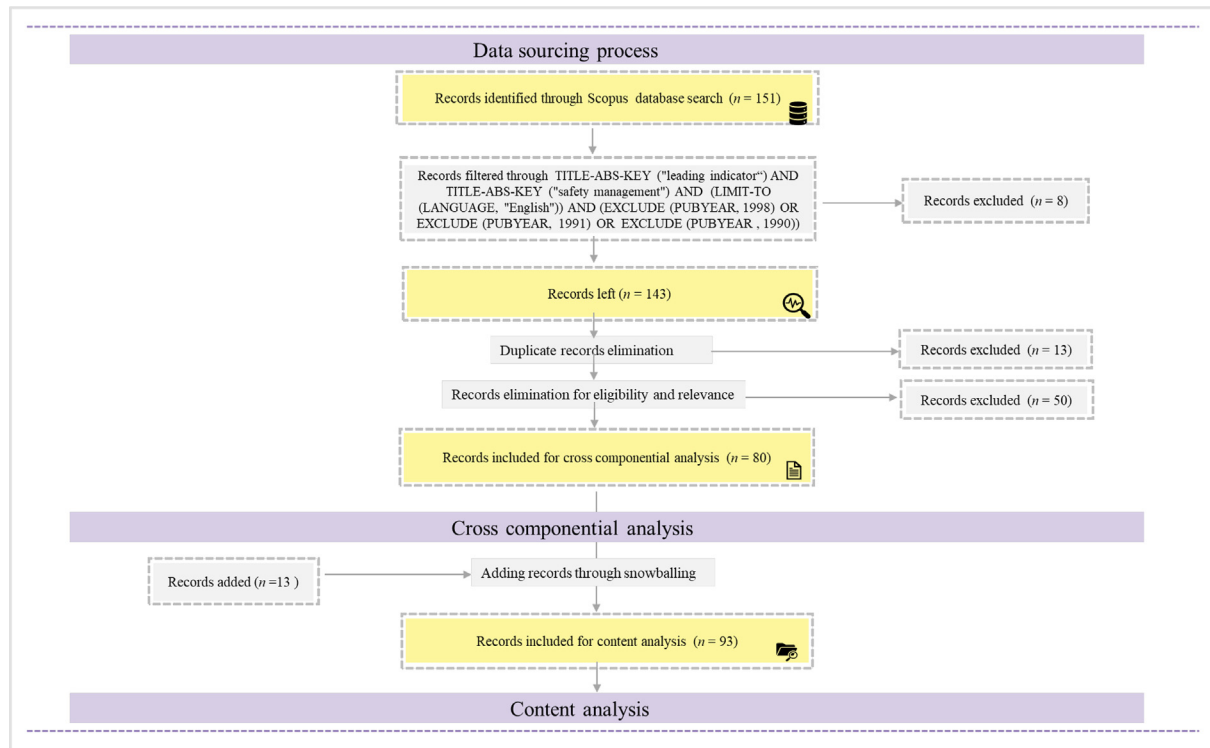 Data sourcing process
Records identified through Scopus database search (n = 151)
Records filtered through TITLE-ABS-KEY ("leading indicator“) AND
TITLE-ABS-KEY ("safety management") AND (LIMIT-TO
(LANGUAGE, "English")) AND (EXCLUDE (PUBYEAR, 1998) OR
EXCLUDE (PUBYEAR, 1991) OR EXCLUDE (PUBYEAR , 1990))
Records excluded (n = 8)
Records left (n = 143)
Duplicate records elimination
Records excluded (n = 13)
Records elimination for eligibility and relevance
Records excluded (n = 50)
Records included for cross componential analysis (n = 80)
Cross componential analysis
Records added (n =13 )
Adding records through snowballing
Records included for content analysis (n = 93)
Content analysis